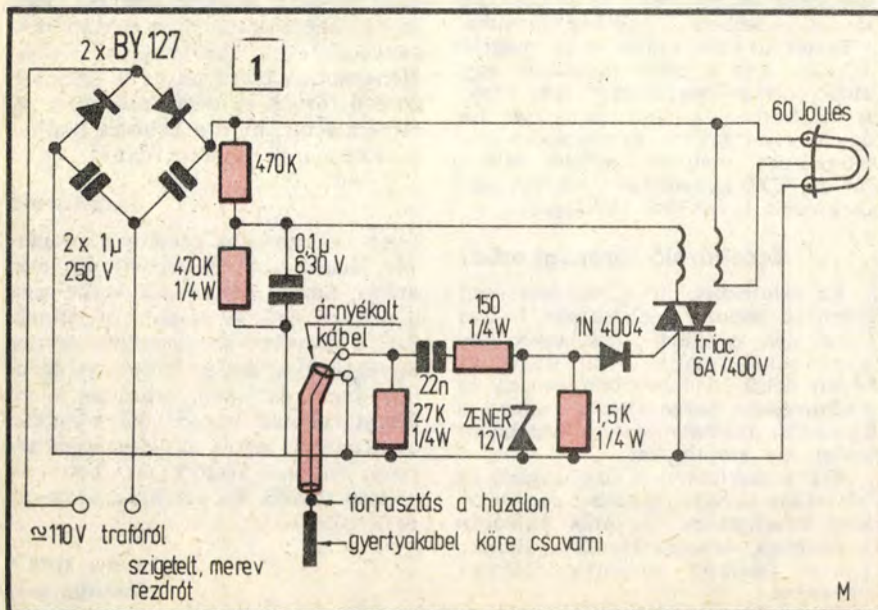 2 x BY 127
1
60 Joules
470K
2 x 1µ
250 V
470K
1/4 W
0,1µ
630 V
árnyékolt
kábel
150
1/4W
1N 4004
triac
6A/400V
22n
27K
1/4W
ZENER
12V
1,5K
1/4 W
≃110V trafóról
forrasztás a huzalon
gyertyakabel köre csavarni
szigetelt, merev
rezdrót
M